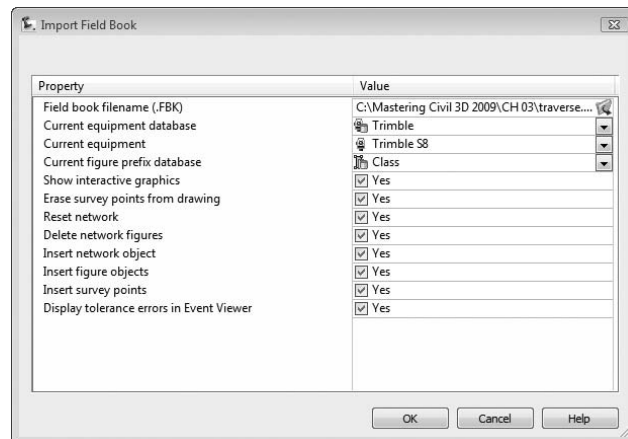 Import Field Book
Property Value
Field book filename (.FBK) C:\Mastering Civil 3D 2009\CH 03\traverse....
Current equipment database Trimble
Current equipment Trimble S8
Current figure prefix database Class
Show interactive graphics Yes
Erase survey points from drawing Yes
Reset network Yes
Delete network figures Yes
Insert network object Yes
Insert figure objects Yes
Insert survey points Yes
Display tolerance errors in Event Viewer Yes
OK Cancel Help